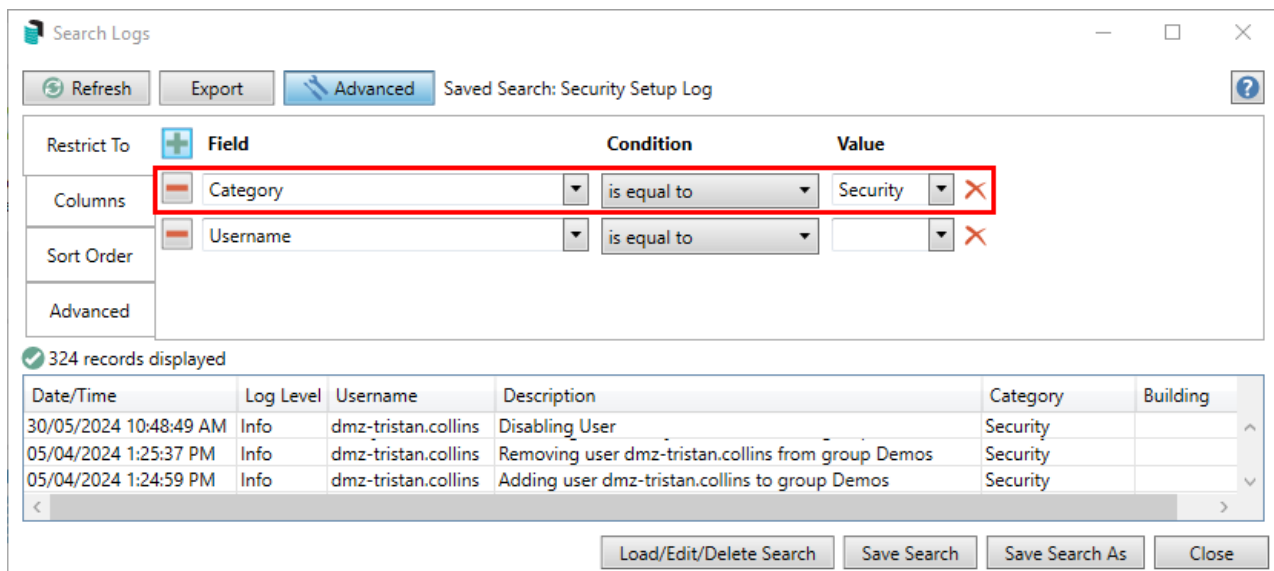 Search Logs
Refresh Export Advanced Saved Search: Security Setup Log ?
Restrict To Field Condition Value
Category is equal to Security
Columns
Username is equal to
Sort Order
Advanced
324 records displayed
Date/Time Log Level Username Description Category Building
30/05/2024 10:48:49 AM Info dmz-tristan.collins Disabling User Security
05/04/2024 1:25:37 PM Info dmz-tristan.collins Removing user dmz-tristan.collins from group Demos Security
05/04/2024 1:24:59 PM Info dmz-tristan.collins Adding user dmz-tristan.collins to group Demos Security
Load/Edit/Delete Search Save Search Save Search As Close